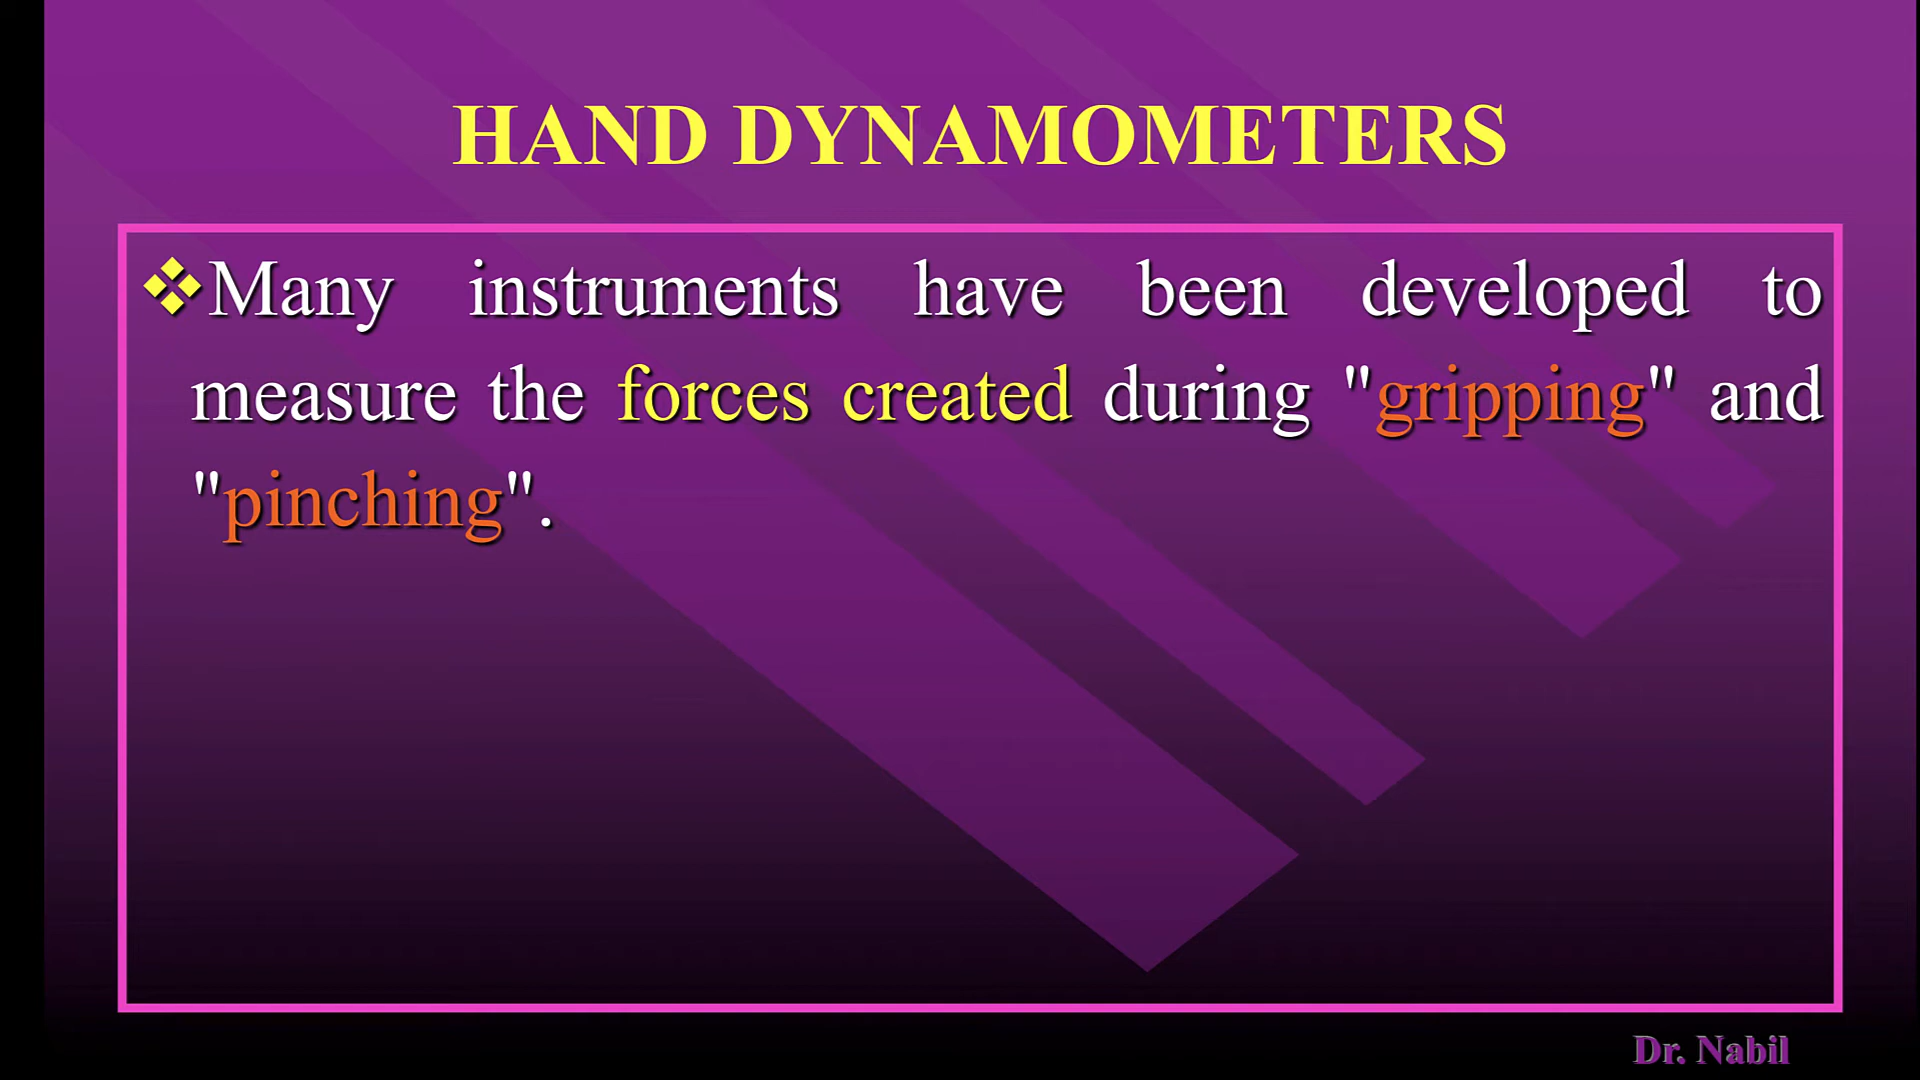 HAND DYNAMOMETERS
❖Many instruments have been developed to
measure the forces created during "gripping" and
"pinching".
Dr. Nabil